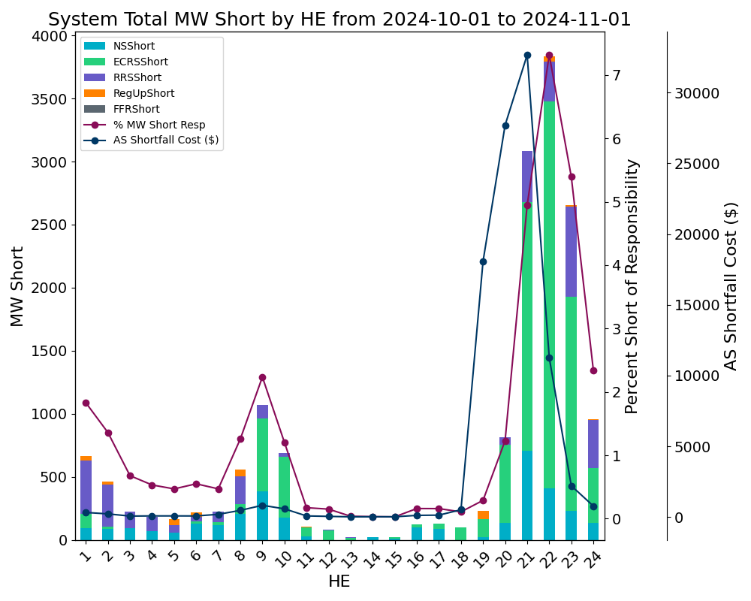 System Total MW Short by HE from 2024-10-01 to 2024-11-01
NSShort
ECRSShort
RRSShort
RegUpShort
FFRShort
% MW Short Resp
AS Shortfall Cost ($)
MW Short
4000
3500
3000
2500
2000
1500
1000
500
0
1 2 3 4 5 6 7 8 9 10 11 12 13 14 15 16 17 18 19 20 21 22 23 24
HE
7
6
5
4
3
2
1
0
Percent Short of Responsibility
30000
25000
20000
15000
10000
5000
0
AS Shortfall Cost ($)